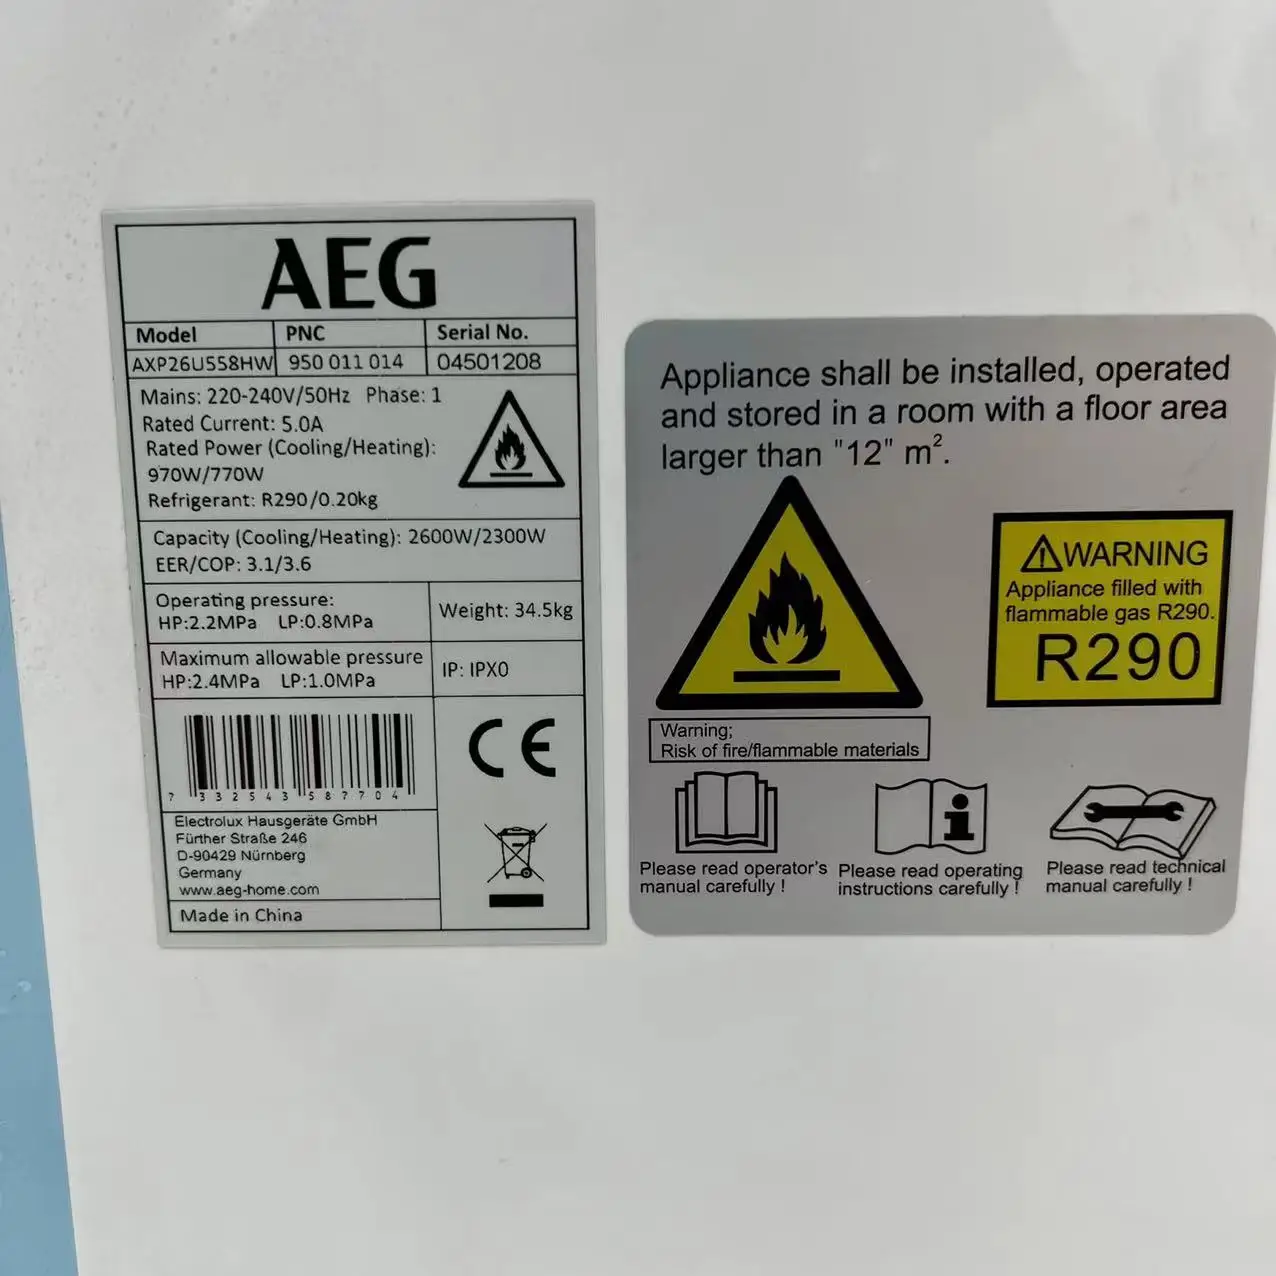 AEG
Model PNC Serial No.
AXP26U558HW 950 011 014 04501208
Mains: 220-240V/50Hz Phase: 1
Rated Current: 5.0A
Rated Power (Cooling/Heating):
970W/770W
Refrigerant: R290/0.20kg
Capacity (Cooling/Heating): 2600W/2300W
EER/COP: 3.1/3.6
Operating pressure:
HP:2.2MPa LP:0.8MPa
Weight: 34.5kg
Maximum allowable pressure
HP:2.4MPa LP:1.0MPa
IP: IPX0
7 332543 587704
CE
Electrolux Hausgeräte GmbH
Fürther Straße 246
D-90429 Nürnberg
Germany
www.aeg-home.com
Made in China
Appliance shall be installed, operated
and stored in a room with a floor area
larger than "12" m².
WARNING
Appliance filled with
flammable gas R290.
R290
Warning;
Risk of fire/flammable materials
Please read operator's
manual carefully !
Please read operating
instructions carefully !
Please read technical
manual carefully !